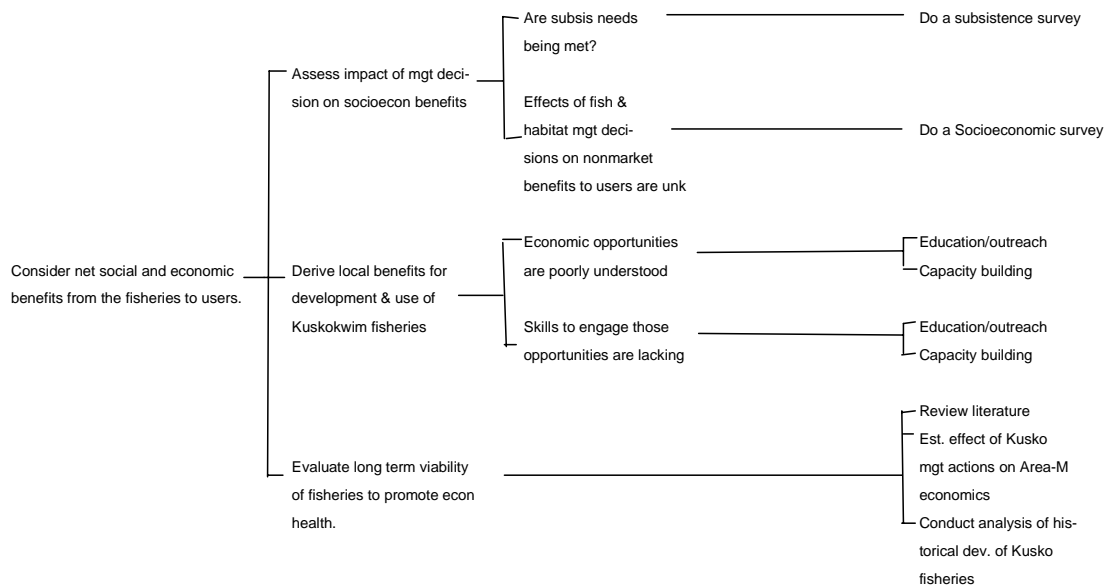 Consider net social and economic
benefits from the fisheries to users.
Assess impact of mgt deci-
sion on socioecon benefits
Are subsis needs
being met?
Do a subsistence survey
Effects of fish &
habitat mgt deci-
sions on nonmarket
benefits to users are unk
Do a Socioeconomic survey
Derive local benefits for
development & use of
Kuskokwim fisheries
Economic opportunities
are poorly understood
Education/outreach
Capacity building
Skills to engage those
opportunities are lacking
Education/outreach
Capacity building
Evaluate long term viability
of fisheries to promote econ
health.
Review literature
Est. effect of Kusko
mgt actions on Area-M
economics
Conduct analysis of his-
torical dev. of Kusko
fisheries